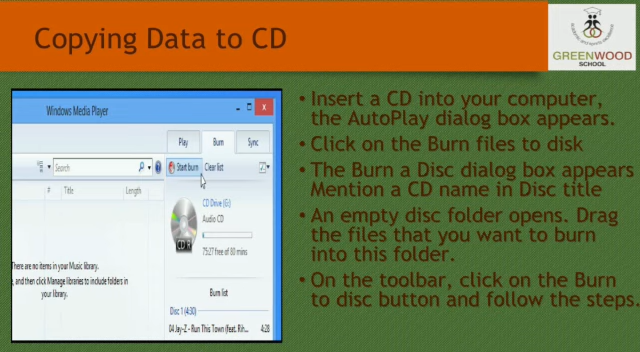 Copying Data to CD
GREENWOOD
SCHOOL
Windows Media Player
Play Burn Sync
Search
Start burn Clear list
# Title Length
CD Drive (G:)
Audio CD
CD R
75:27 free of 80 mins
There are no items in your Music library.
, and then click Manage libraries to include folders in
your library.
Burn list
Disc 1 (4:30)
04 Jay-Z - Run This Town (feat. Rih... 4:28
• Insert a CD into your computer,
the AutoPlay dialog box appears.
• Click on the Burn files to disk
• The Burn a Disc dialog box appears
Mention a CD name in Disc title
• An empty disc folder opens. Drag
the files that you want to burn
into this folder.
• On the toolbar, click on the Burn
to disc button and follow the steps.